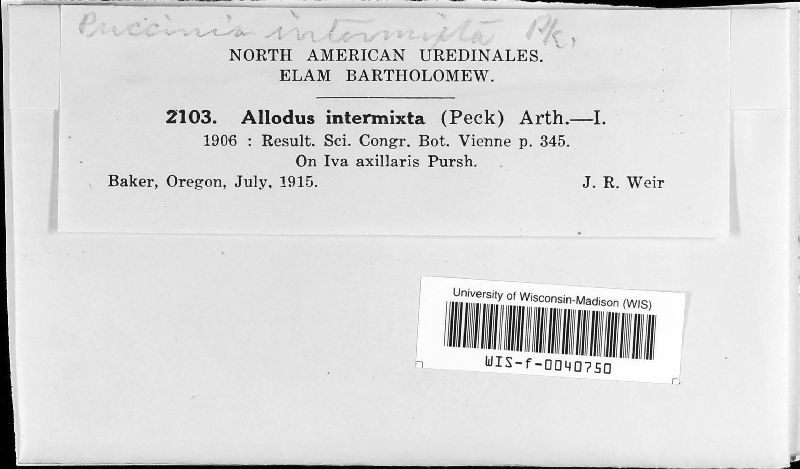 Puccinia intermixta Pk.
NORTH AMERICAN UREDINALES.
ELAM BARTHOLOMEW.
2103. Allodus intermixta (Peck) Arth.—I.
1906 : Result. Sci. Congr. Bot. Vienne p. 345.
On Iva axillaris Pursh.
Baker, Oregon, July, 1915. J. R. Weir
University of Wisconsin-Madison (WIS)
WIS-f-0040750